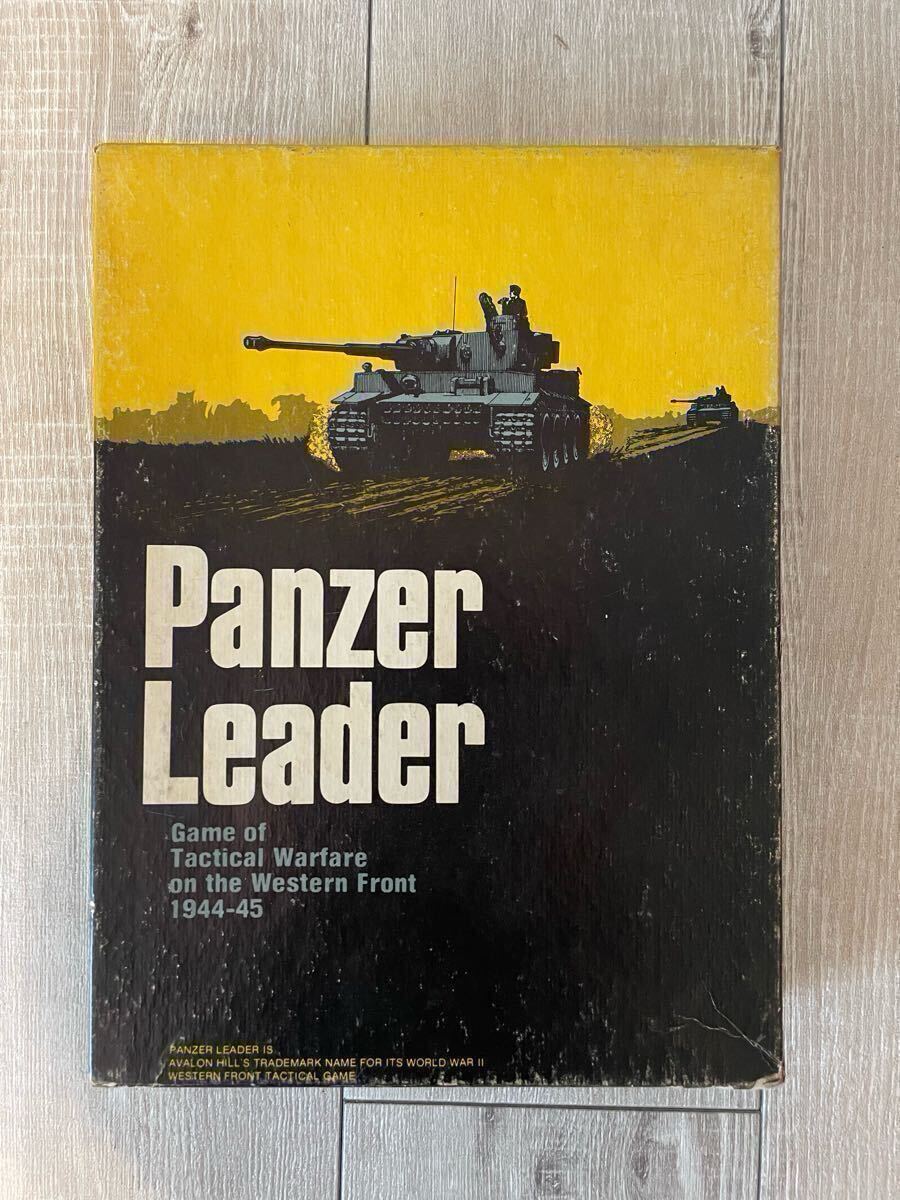 Panzer
Leader
Game of
Tactical Warfare
on the Western Front
1944-45
PANZER LEADER IS
AVALON HILL'S TRADEMARK NAME FOR ITS WORLD WAR II
WESTERN FRONT TACTICAL GAME